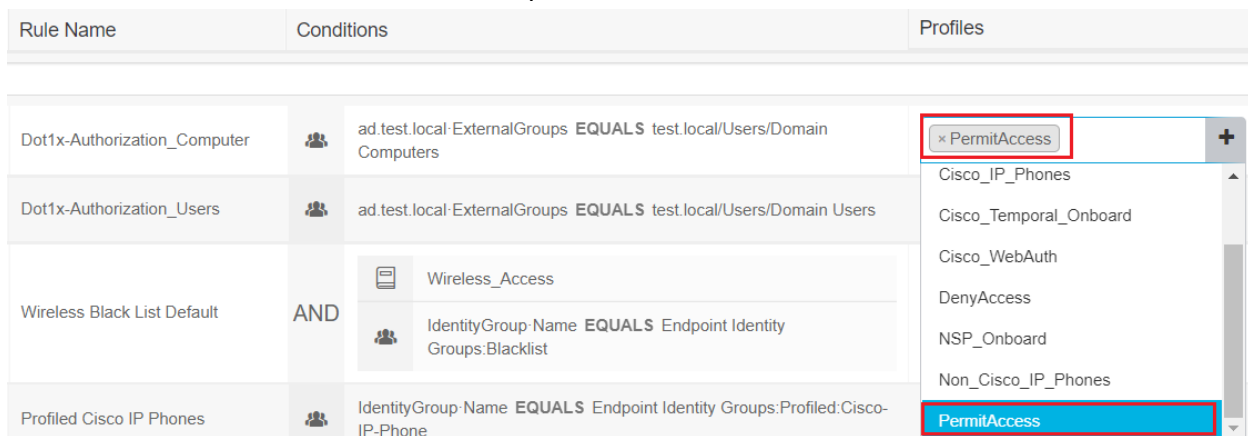 Rule Name Conditions Profiles
Dot1x-Authorization_Computer
ad.test.local·ExternalGroups EQUALS test.local/Users/Domain
Computers
× PermitAccess +
Cisco_IP_Phones
Dot1x-Authorization_Users
ad.test.local·ExternalGroups EQUALS test.local/Users/Domain Users
Cisco_Temporal_Onboard
Cisco_WebAuth
Wireless Black List Default
AND
Wireless_Access
IdentityGroup·Name EQUALS Endpoint Identity
Groups:Blacklist
DenyAccess
NSP_Onboard
Non_Cisco_IP_Phones
Profiled Cisco IP Phones
IdentityGroup·Name EQUALS Endpoint Identity Groups:Profiled:Cisco-
IP-Phone
PermitAccess